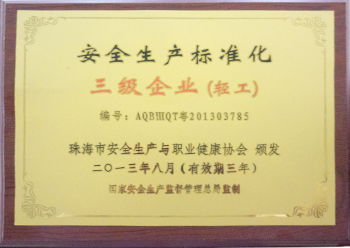 安全生产标准化
三级企业(轻工)
编号：AQBⅢQT粤201303785
珠海市安全生产与职业健康协会 颁发
二〇一三年八月(有效期三年)
国家安全生产监督管理总局监制